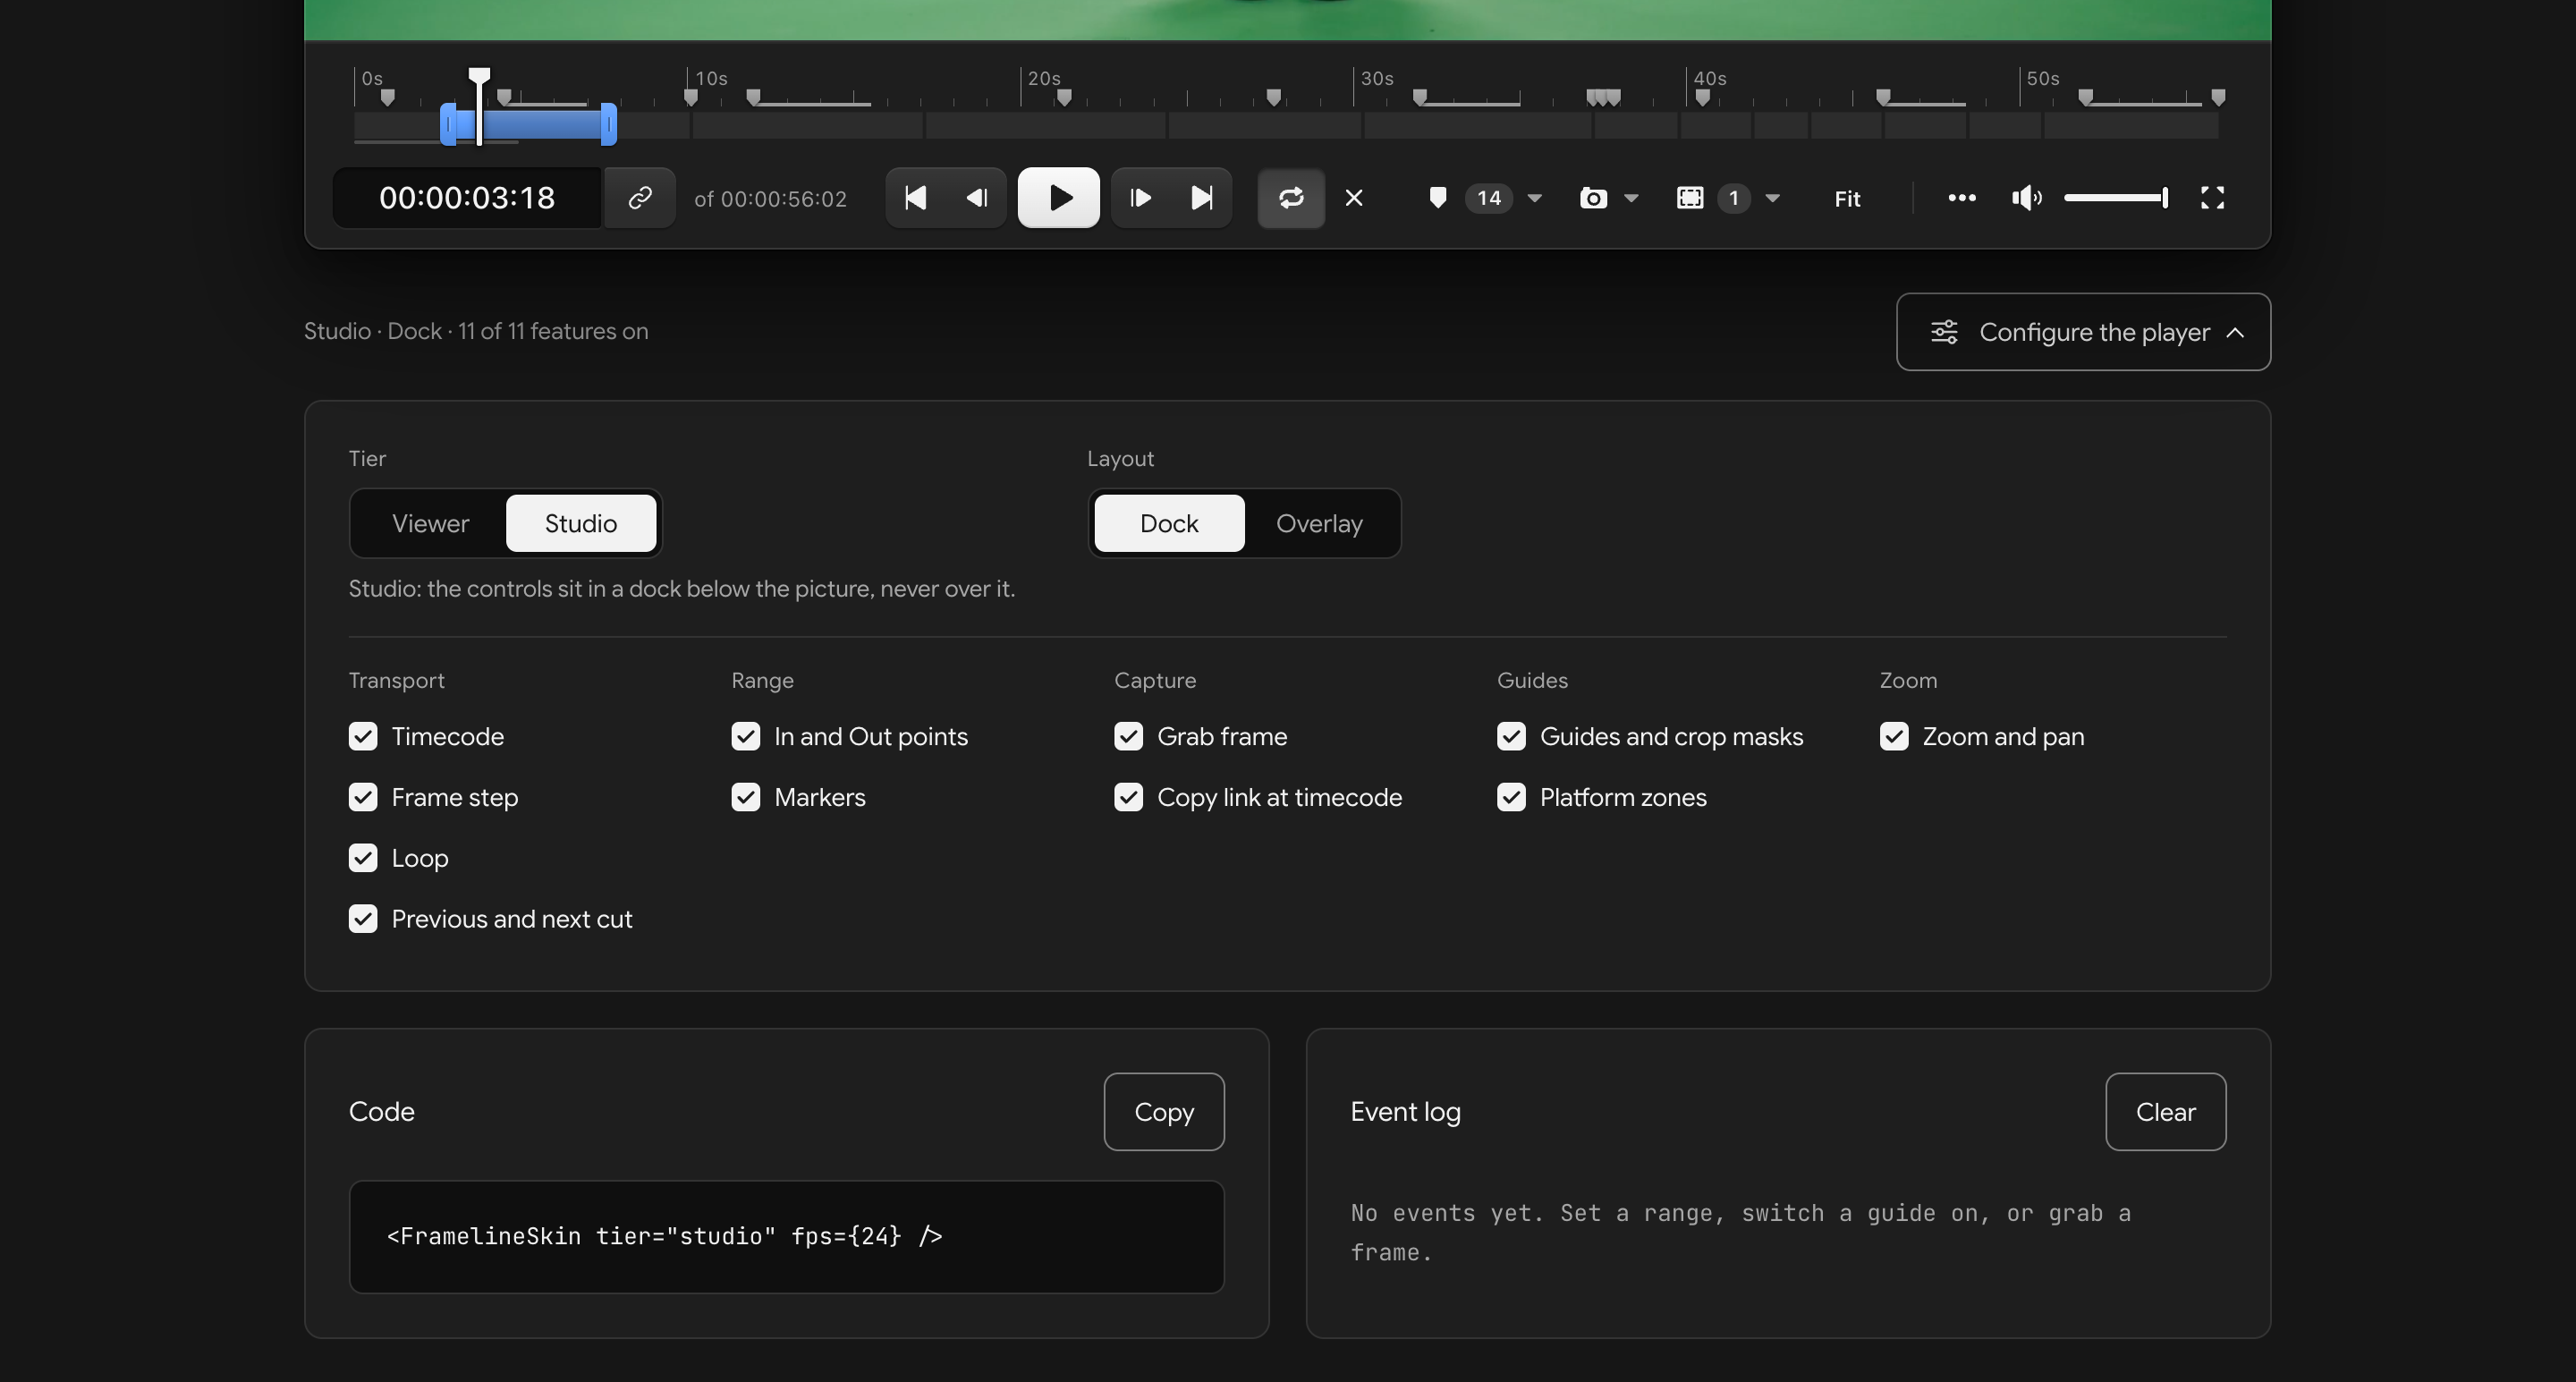 0s 10s 20s 30s 40s 50s
00:00:03:18 of 00:00:56:02 14 1 Fit
Studio · Dock · 11 of 11 features on
Configure the player
Tier
Layout
Viewer Studio
Dock Overlay
Studio: the controls sit in a dock below the picture, never over it.
Transport
Timecode
Frame step
Loop
Previous and next cut
Range
In and Out points
Markers
Capture
Grab frame
Copy link at timecode
Guides
Guides and crop masks
Platform zones
Zoom
Zoom and pan
Code
Copy
<FramelineSkin tier="studio" fps={24} />
Event log
Clear
No events yet. Set a range, switch a guide on, or grab a
frame.